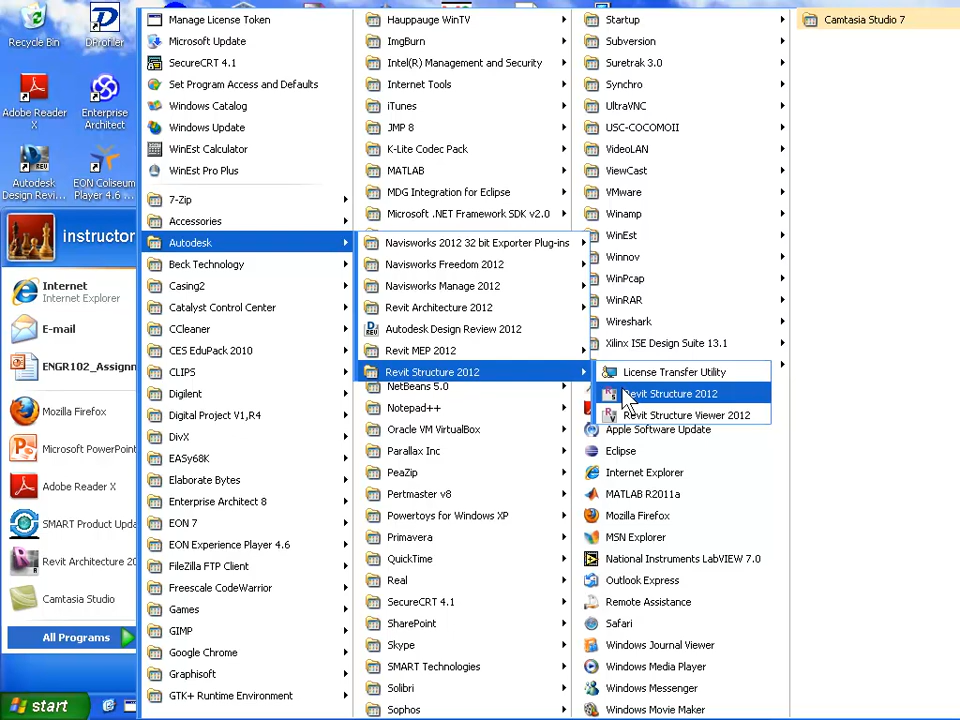 Recycle Bin
DProfiler
Adobe Reader
X
Enterprise
Architect
Autodesk
Design Revi...
EON Coliseum
Player 4.6 ...
instructor
Internet
Internet Explorer
E-mail
ENGR102_Assignm
Mozilla Firefox
Microsoft PowerPoint
Adobe Reader X
SMART Product Upda
Revit Architecture 20
Camtasia Studio
All Programs
start
Manage License Token
Microsoft Update
SecureCRT 4.1
Set Program Access and Defaults
Windows Catalog
Windows Update
WinEst Calculator
WinEst Pro Plus
7-Zip
Accessories
Autodesk
Beck Technology
Casing2
Catalyst Control Center
CCleaner
CES EduPack 2010
CLIPS
Digilent
Digital Project V1,R4
DivX
EASy68K
Elaborate Bytes
Enterprise Architect 8
EON 7
EON Experience Player 4.6
FileZilla FTP Client
Freescale CodeWarrior
Games
GIMP
Google Chrome
Graphisoft
GTK+ Runtime Environment
Hauppauge WinTV
ImgBurn
Intel(R) Management and Security
Internet Tools
iTunes
JMP 8
K-Lite Codec Pack
MATLAB
MDG Integration for Eclipse
Microsoft .NET Framework SDK v2.0
Navisworks 2012 32 bit Exporter Plug-ins
Navisworks Freedom 2012
Navisworks Manage 2012
Revit Architecture 2012
Autodesk Design Review 2012
Revit MEP 2012
Revit Structure 2012
NetBeans 5.0
Notepad++
Oracle VM VirtualBox
Parallax Inc
PeaZip
Pertmaster v8
Powertoys for Windows XP
Primavera
QuickTime
Real
SecureCRT 4.1
SharePoint
Skype
SMART Technologies
Solibri
Sophos
Startup
Subversion
Suretrak 3.0
Synchro
UltraVNC
USC-COCOMOII
VideoLAN
ViewCast
VMware
Winamp
WinEst
Winnov
WinPcap
WinRAR
Wireshark
Xilinx ISE Design Suite 13.1
License Transfer Utility
Revit Structure 2012
Revit Structure Viewer 2012
Apple Software Update
Eclipse
Internet Explorer
MATLAB R2011a
Mozilla Firefox
MSN Explorer
National Instruments LabVIEW 7.0
Outlook Express
Remote Assistance
Safari
Windows Journal Viewer
Windows Media Player
Windows Messenger
Windows Movie Maker
Camtasia Studio 7